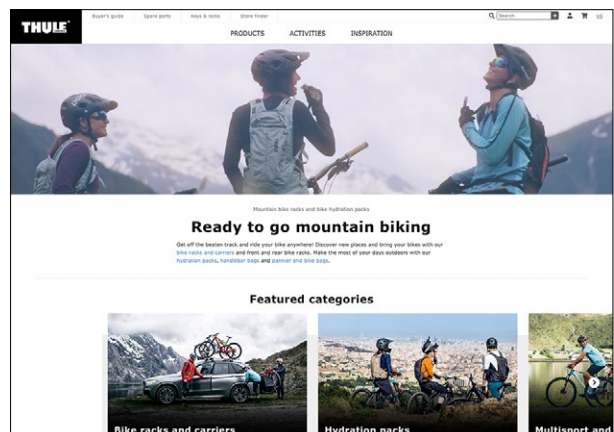 THULE
Buyer's guide Spare parts Keys & locks Store finder
Search
PRODUCTS ACTIVITIES INSPIRATION
Mountain bike racks and bike hydration packs
Ready to go mountain biking
Get off the beaten track and ride your bike anywhere! Discover new places and bring your bikes with our
bike racks and carriers and front and rear bike racks. Make the most of your days outdoors with our
hydration packs, handlebar bags and pannier and bike bags.
Featured categories
Bike racks and carriers
Hydration packs
Multisport and